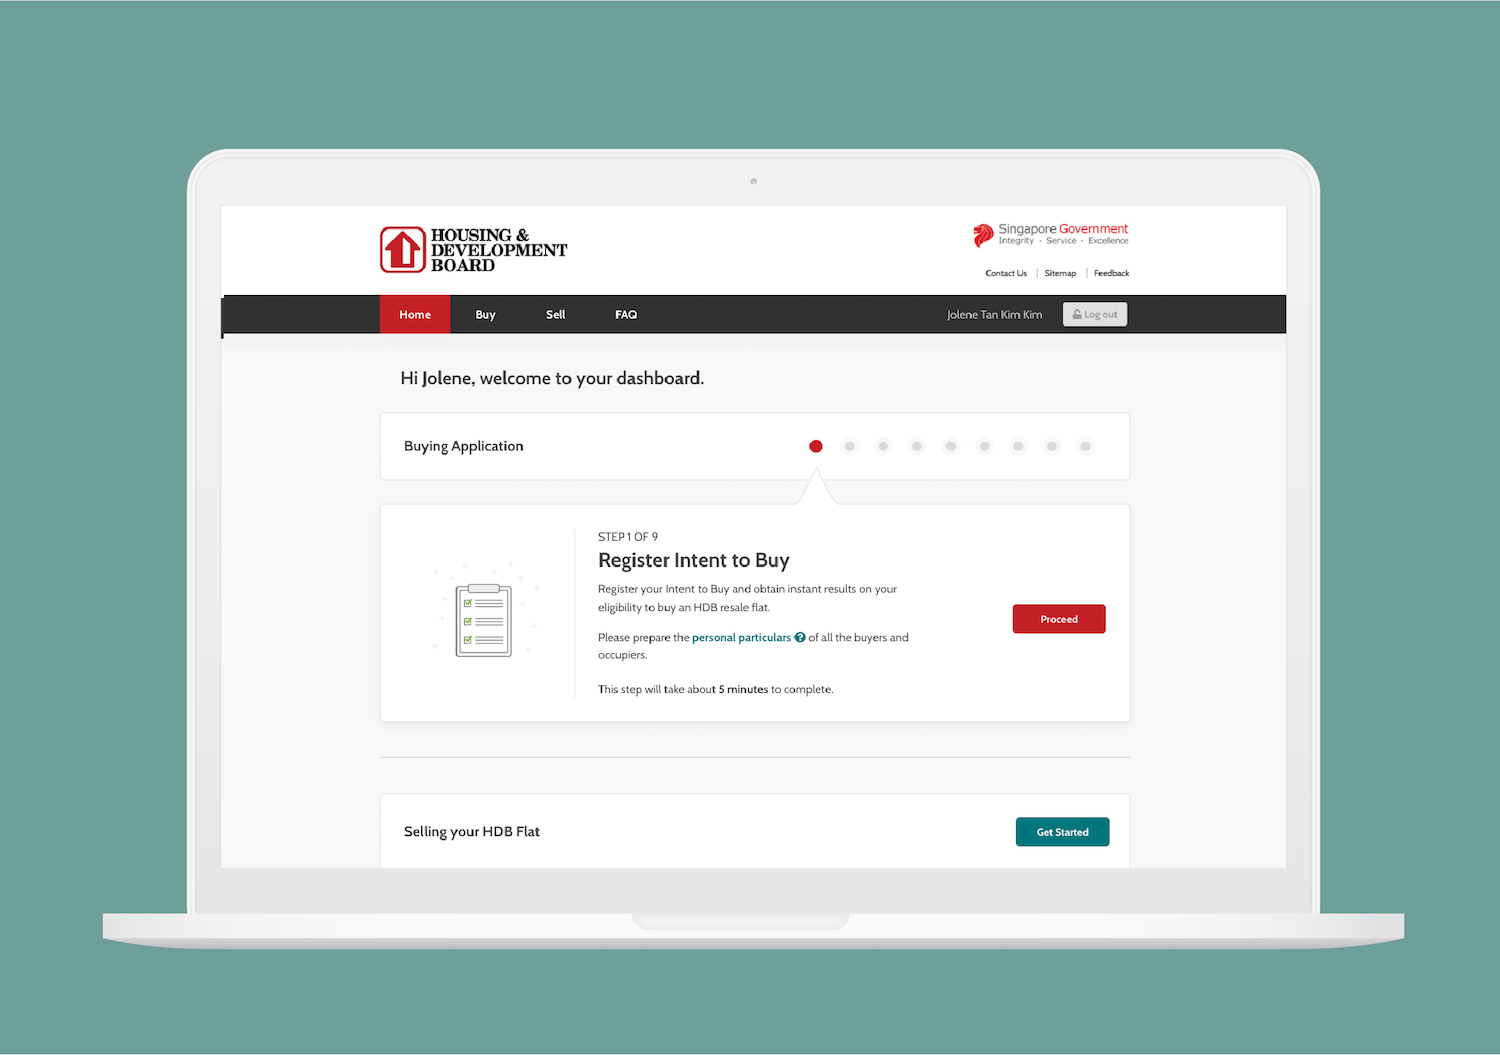 HOUSING &
DEVELOPMENT
BOARD
Singapore Government
Integrity · Service · Excellence
Contact Us | Sitemap | Feedback
Home Buy Sell FAQ Jolene Tan Kim Kim Log out
Hi Jolene, welcome to your dashboard.
Buying Application
STEP 1 OF 9
Register Intent to Buy
Register your Intent to Buy and obtain instant results on your
eligibility to buy an HDB resale flat.
Proceed
Please prepare the personal particulars ? of all the buyers and
occupiers.
This step will take about 5 minutes to complete.
Selling your HDB Flat
Get Started